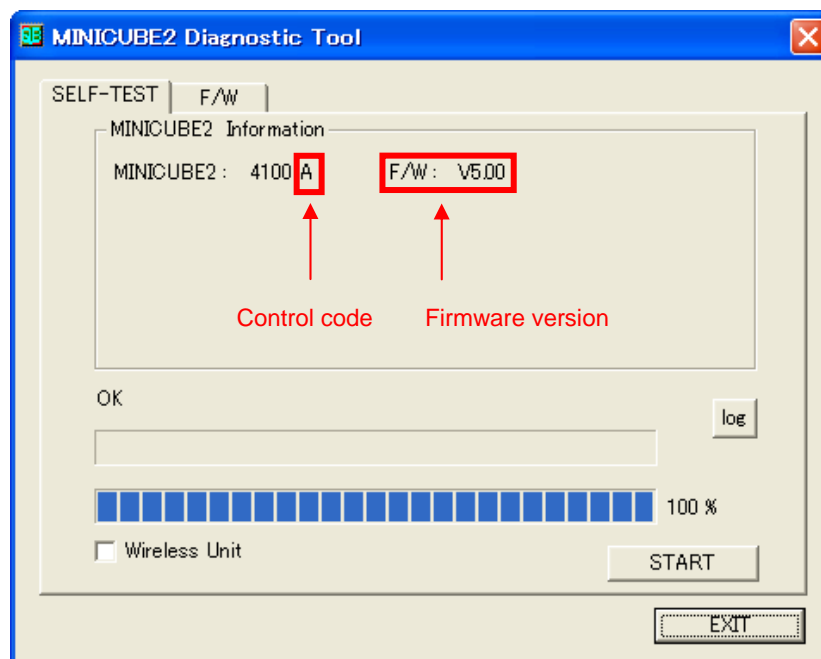 MINICUBE2 Diagnostic Tool
SELF-TEST F/W
MINICUBE2 Information
MINICUBE2 : 4100 A F/W : V5.00
Control code Firmware version
OK
log
100 %
Wireless Unit
START
EXIT